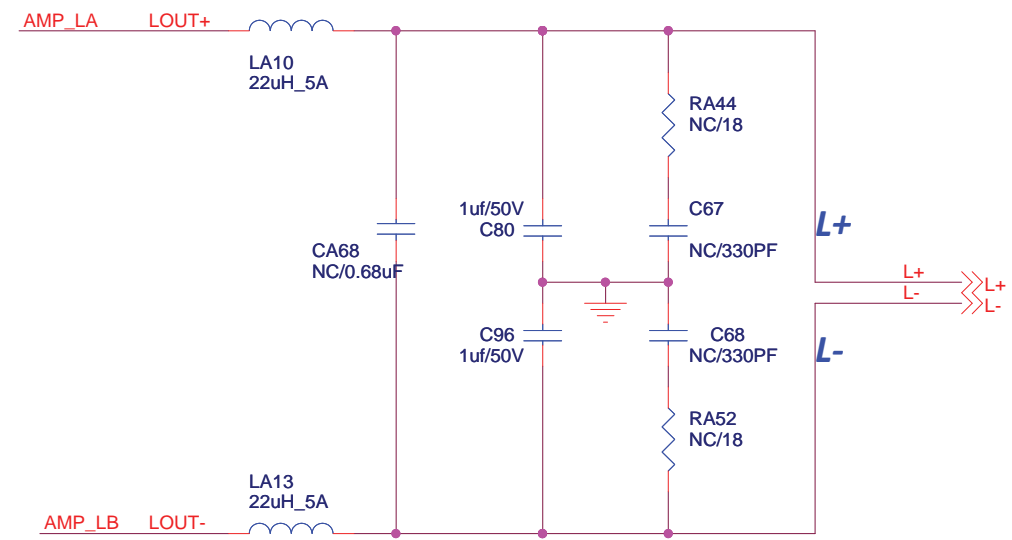 AMP_LA LOUT+
LA10
22uH_5A
RA44
NC/18
1uf/50V
C80
C67
NC/330PF
CA68
NC/0.68uF
L+
L+
L+
L-
L-
C96
1uf/50V
C68
NC/330PF
L-
RA52
NC/18
LA13
22uH_5A
AMP_LB LOUT-